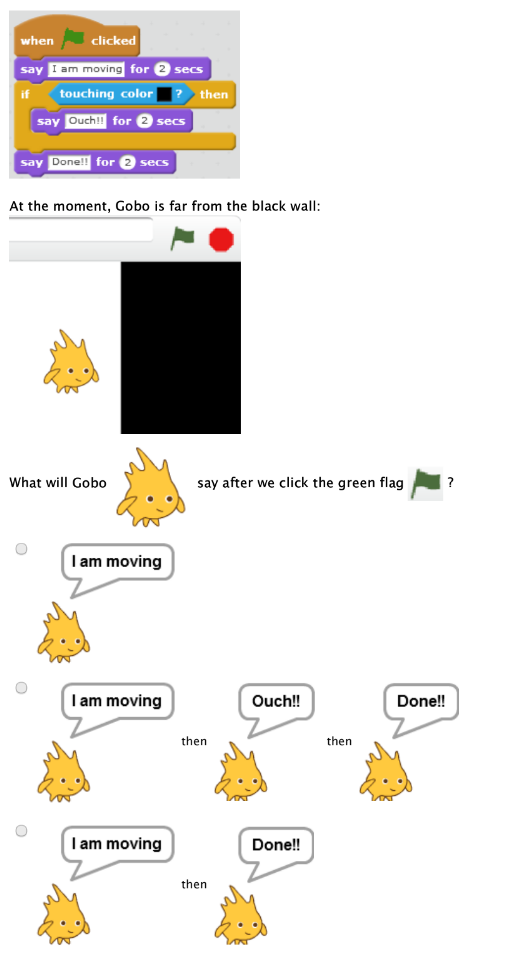 when clicked
say I am moving for 2 secs
if touching color ? then
say Ouch!! for 2 secs
say Done!! for 2 secs
At the moment, Gobo is far from the black wall:
What will Gobo say after we click the green flag ?
I am moving
I am moving then Ouch!! then Done!!
I am moving then Done!!